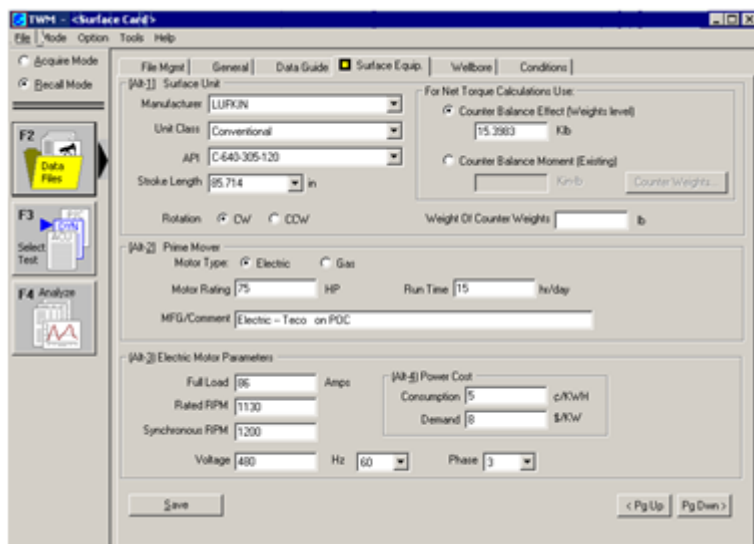 TWM - <Surface Card>
File Mode Option Tools Help
Acquire Mode
Recall Mode
F2
Data Files
F3
Select Test
F4 Analyze
File Mgmt General Data Guide Surface Equip. Wellbore Conditions
[Alt-1] Surface Unit
Manufacturer LUFKIN
Unit Class Conventional
API C-640-305-120
Stroke Length 85.714 in
Rotation CW CCW
For Net Torque Calculations Use:
Counter Balance Effect (Weights level)
15.3983 Klb
Counter Balance Moment (Existing)
Kin-lb Counter Weights...
Weight Of Counter Weights lb
[Alt-2] Prime Mover
Motor Type: Electric Gas
Motor Rating 75 HP Run Time 15 hr/day
MFG/Comment Electric - Teco on POC
[Alt-3] Electric Motor Parameters
Full Load 86 Amps
Rated RPM 1130
Synchronous RPM 1200
Voltage 480 Hz 60 Phase 3
[Alt-4] Power Cost
Consumption 5 ¢/KWH
Demand 8 $/KW
Save < Pg Up Pg Dwn >